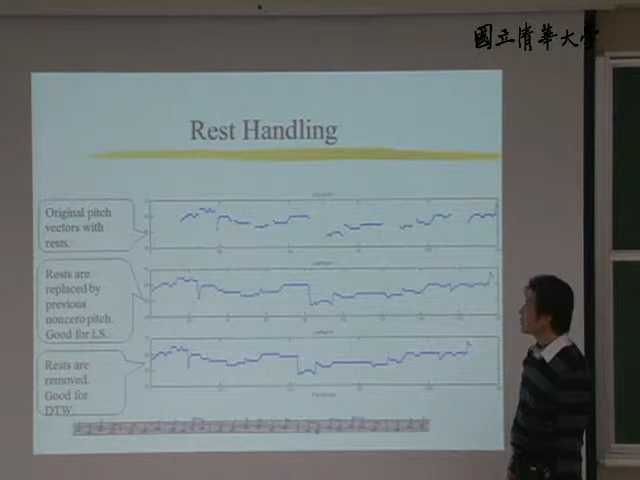 國立清華大學
Rest Handling
Original pitch
vectors with
rests.
Rests are
replaced by
previous
nonzero pitch.
Good for LS.
Rests are
removed.
Good for
DTW.